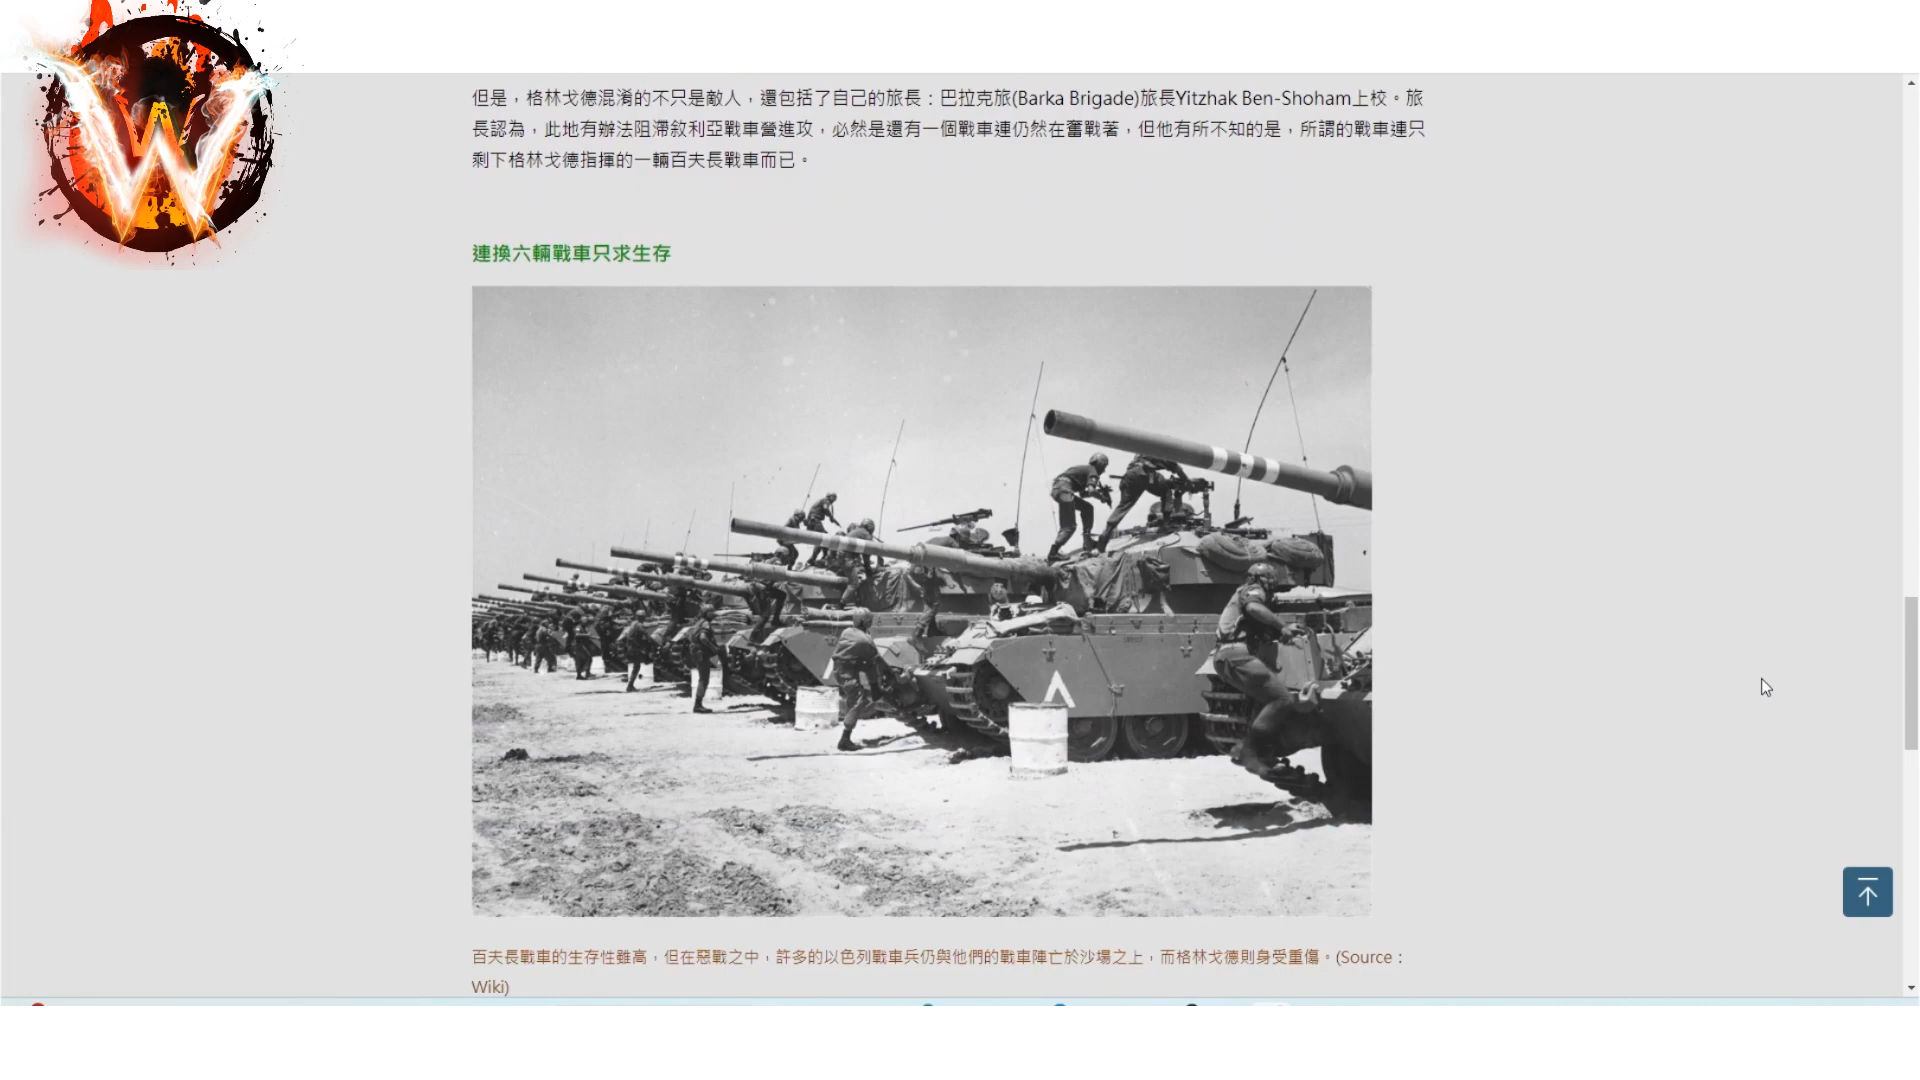 W
但是，格林戈德混淆的不只是敵人，還包括了自己的旅長：巴拉克旅(Barka Brigade)旅長Yitzhak Ben-Shoham上校。旅
長認為，此地有辦法阻滯敘利亞戰車營進攻，必然是還有一個戰車連仍然在奮戰著，但他有所不知的是，所謂的戰車連只
剩下格林戈德指揮的一輛百夫長戰車而已。
連換六輛戰車只求生存
百夫長戰車的生存性雖高，但在惡戰之中，許多的以色列戰車兵仍與他們的戰車陣亡於沙場之上，而格林戈德則身受重傷。(Source：
Wiki)